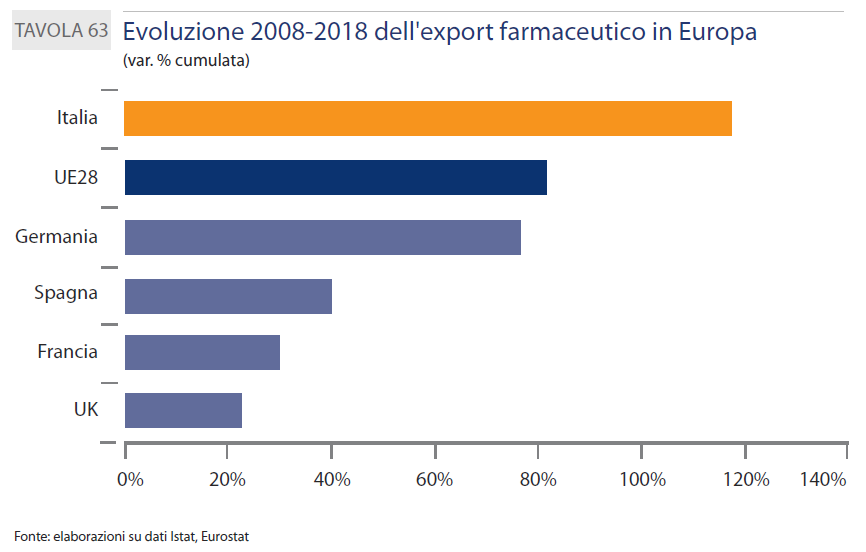 TAVOLA 63
Evoluzione 2008-2018 dell'export farmaceutico in Europa
(var. % cumulata)
Italia
UE28
Germania
Spagna
Francia
UK
0% 20% 40% 60% 80% 100% 120% 140%
Fonte: elaborazioni su dati Istat, Eurostat